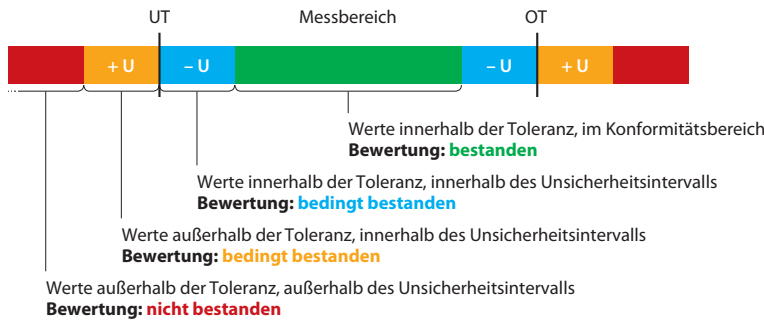 UT Messbereich OT
+ U – U – U + U
Werte innerhalb der Toleranz, im Konformitätsbereich
Bewertung: bestanden
Werte innerhalb der Toleranz, innerhalb des Unsicherheitsintervalls
Bewertung: bedingt bestanden
Werte außerhalb der Toleranz, innerhalb des Unsicherheitsintervalls
Bewertung: bedingt bestanden
Werte außerhalb der Toleranz, außerhalb des Unsicherheitsintervalls
Bewertung: nicht bestanden